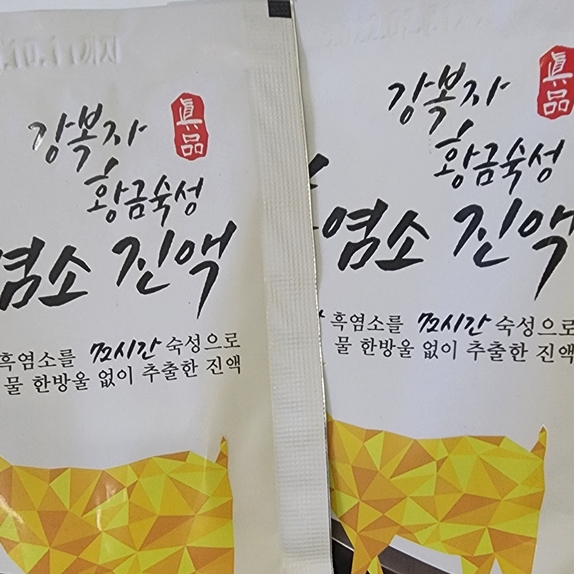 강복자
眞品
황금숙성
염소 진액
흑염소를 72시간 숙성으로
물 한방울 없이 추출한 진액
강복자
眞品
황금숙성
염소 진액
흑염소를 72시간 숙성으로
물 한방울 없이 추출한 진액